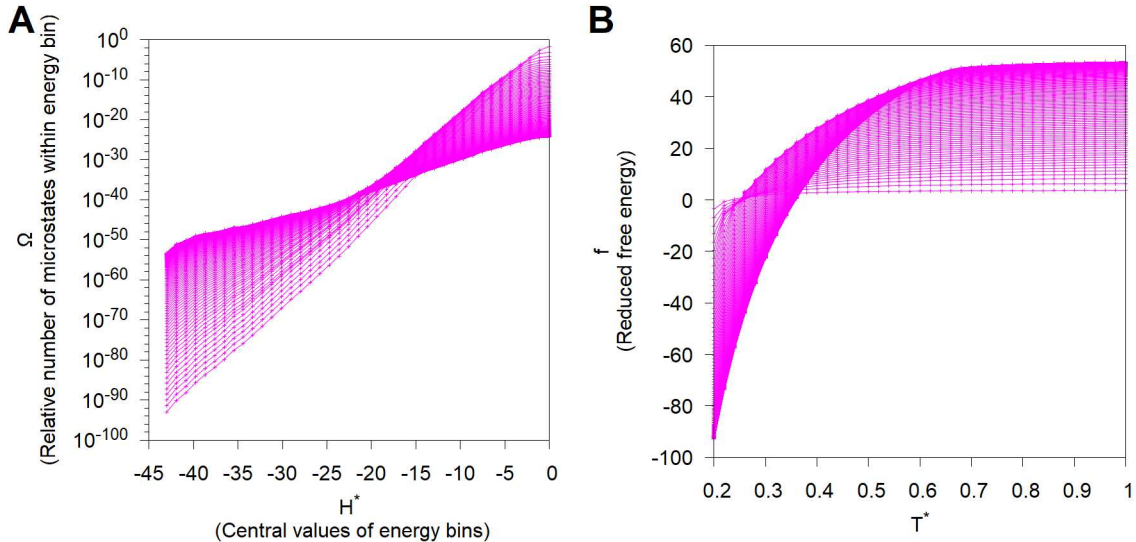 A
Ω
(Relative number of microstates within energy bin)
10^0
10^-10
10^-20
10^-30
10^-40
10^-50
10^-60
10^-70
10^-80
10^-90
10^-100
-45 -40 -35 -30 -25 -20 -15 -10 -5 0
H*
(Central values of energy bins)
B
f
(Reduced free energy)
60
40
20
0
-20
-40
-60
-80
-100
0.2 0.3 0.4 0.5 0.6 0.7 0.8 0.9 1
T*